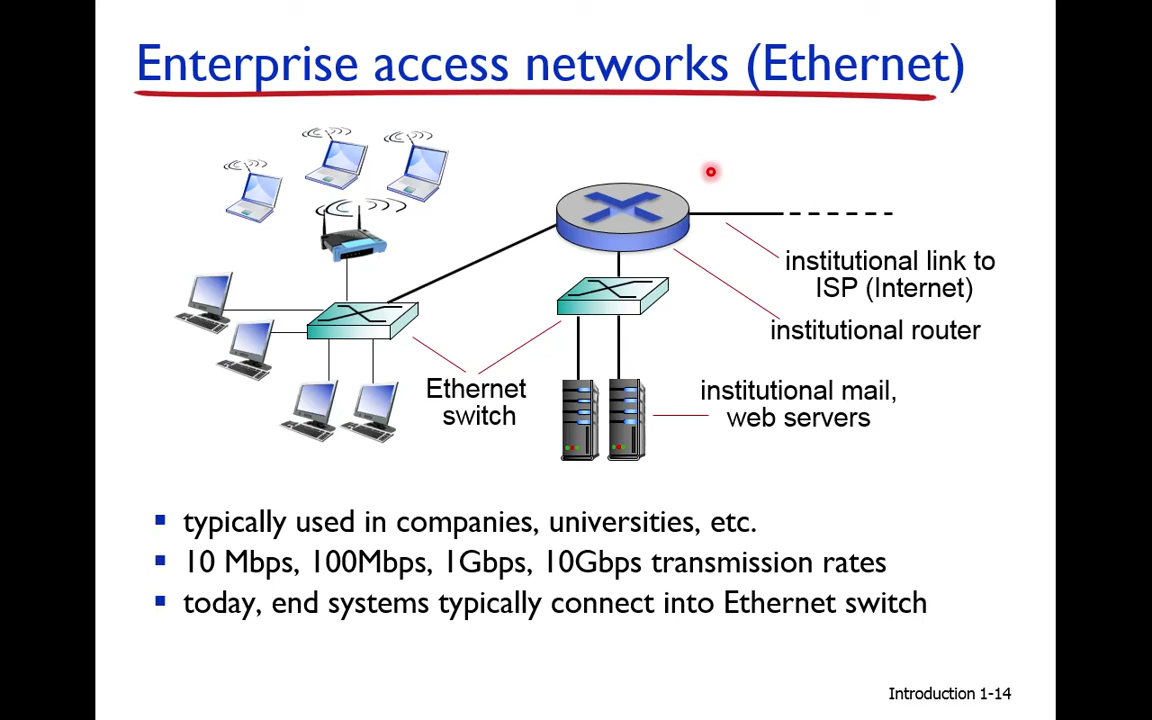 Enterprise access networks (Ethernet)
institutional link to
ISP (Internet)
institutional router
Ethernet
switch
institutional mail,
web servers
▪ typically used in companies, universities, etc.
▪ 10 Mbps, 100Mbps, 1Gbps, 10Gbps transmission rates
▪ today, end systems typically connect into Ethernet switch
Introduction 1-14